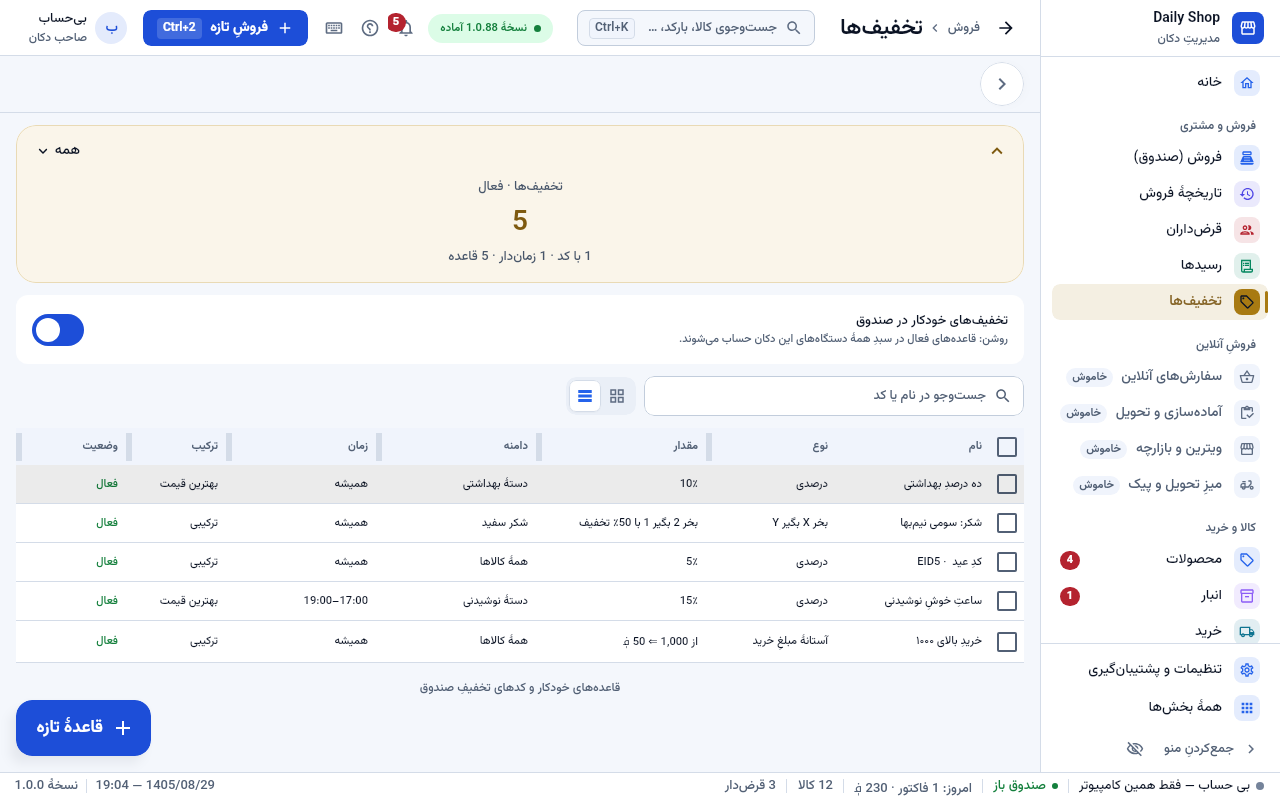 Daily Shop
مدیریتِ دکان
خانه
فروش و مشتری
فروش (صندوق)
تاریخچهٔ فروش
قرض‌داران
رسیدها
تخفیف‌ها
فروشِ آنلاین
سفارش‌های آنلاین خاموش
آماده‌سازی و تحویل خاموش
ویترین و بازارچه خاموش
میزِ تحویل و پیک خاموش
کالا و خرید
محصولات 4
انبار 1
خرید
تنظیمات و پشتیبان‌گیری
همهٔ بخش‌ها
جمع‌کردنِ منو
فروش › تخفیف‌ها
جست‌وجوی کالا، بارکد، ... Ctrl+K
نسخهٔ 1.0.88 آماده
5
فروشِ تازه Ctrl+2
بی‌حساب
صاحب دکان
ب
همه
تخفیف‌ها · فعال
5
1 با کد · 1 زمان‌دار · 5 قاعده
تخفیف‌های خودکار در صندوق
روشن: قاعده‌های فعال در سبدِ همهٔ دستگاه‌های این دکان حساب می‌شوند.
جست‌وجو در نام یا کد
نام نوع مقدار دامنه زمان ترکیب وضعیت
ده درصدِ بهداشتی درصدی 10٪ دستهٔ بهداشتی همیشه بهترین قیمت فعال
شکر: سومی نیم‌بها بخر X بگیر Y بخر 2 بگیر 1 با 50٪ تخفیف شکر سفید همیشه ترکیبی فعال
کدِ عید · EID5 درصدی 5٪ همهٔ کالاها همیشه ترکیبی فعال
ساعتِ خوشِ نوشیدنی درصدی 15٪ دستهٔ نوشیدنی 17:00–19:00 بهترین قیمت فعال
خریدِ بالای ۱۰۰۰ آستانهٔ مبلغِ خرید از 1,000 ⇐ 50 ؋ همهٔ کالاها همیشه ترکیبی فعال
قاعده‌های خودکار و کدهای تخفیفِ صندوق
قاعدهٔ تازه
بی حساب — فقط همین کامپیوتر
صندوق باز
امروز: 1 فاکتور · 230 ؋
12 کالا
3 قرض‌دار
1405/08/29 — 19:04
نسخهٔ 1.0.0